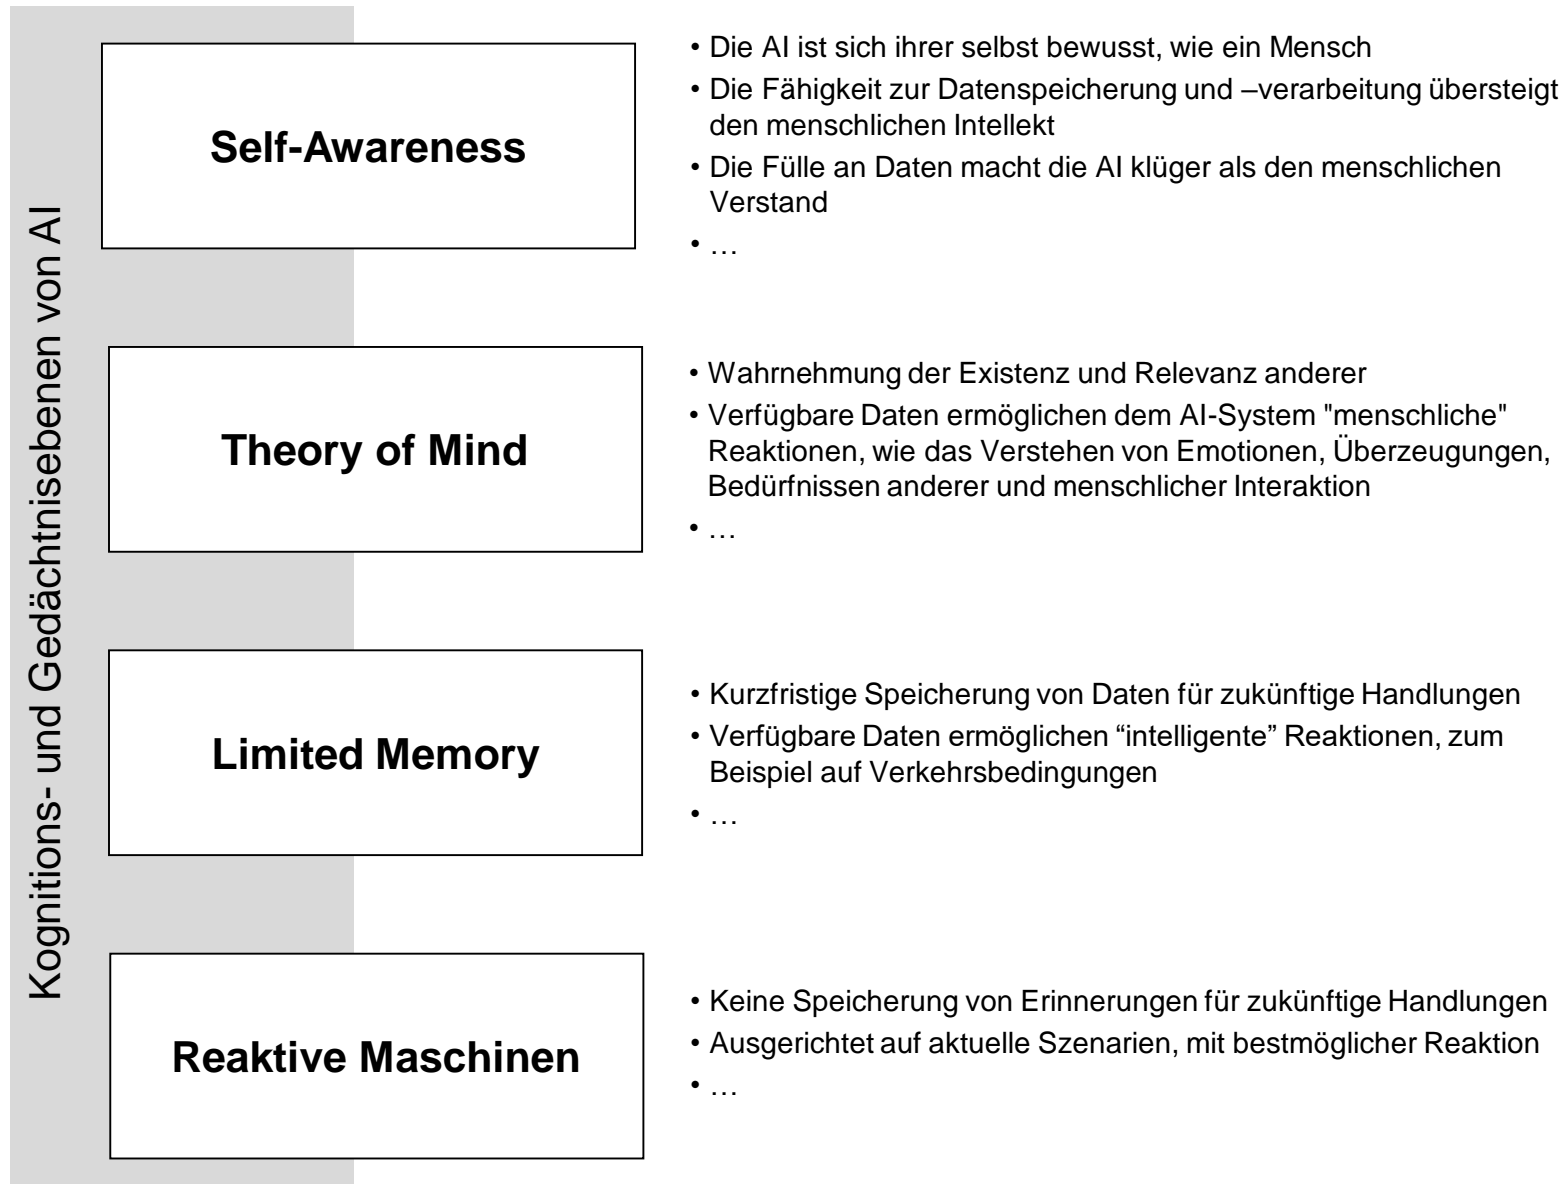 Kognitions- und Gedächtnisebenen von AI
Self-Awareness
• Die AI ist sich ihrer selbst bewusst, wie ein Mensch
• Die Fähigkeit zur Datenspeicherung und –verarbeitung übersteigt
den menschlichen Intellekt
• Die Fülle an Daten macht die AI klüger als den menschlichen
Verstand
• …
Theory of Mind
• Wahrnehmung der Existenz und Relevanz anderer
• Verfügbare Daten ermöglichen dem AI-System "menschliche"
Reaktionen, wie das Verstehen von Emotionen, Überzeugungen,
Bedürfnissen anderer und menschlicher Interaktion
• …
Limited Memory
• Kurzfristige Speicherung von Daten für zukünftige Handlungen
• Verfügbare Daten ermöglichen “intelligente” Reaktionen, zum
Beispiel auf Verkehrsbedingungen
• …
Reaktive Maschinen
• Keine Speicherung von Erinnerungen für zukünftige Handlungen
• Ausgerichtet auf aktuelle Szenarien, mit bestmöglicher Reaktion
• …